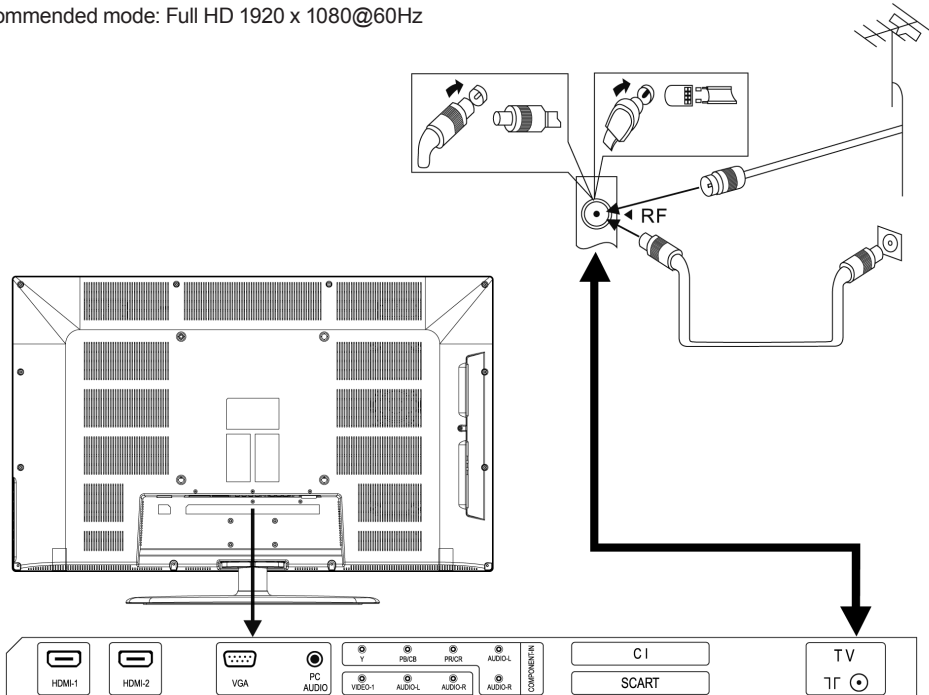 ommended mode: Full HD 1920 x 1080@60Hz
RF
HDMI-1
HDMI-2
VGA
PC
AUDIO
Y
PB/CB
PR/CR
AUDIO-L
VIDEO-1
AUDIO-L
AUDIO-R
AUDIO-R
COMPONENT-IN
CI
SCART
TV